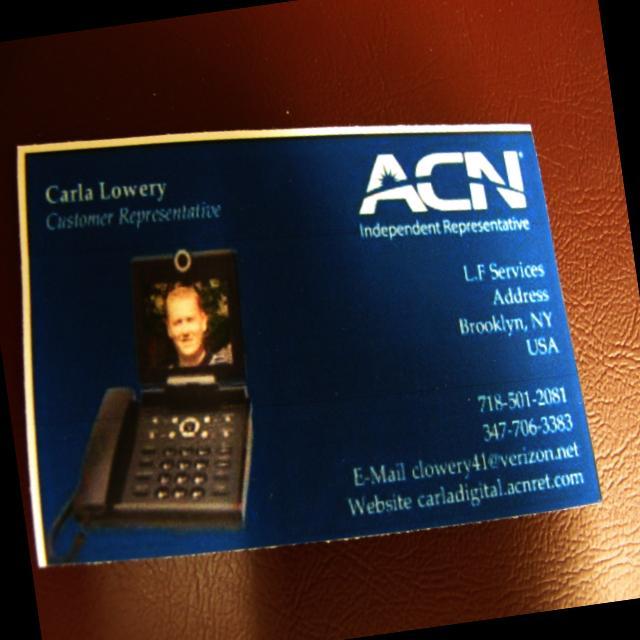 Carla Lowery
Customer Representative
ACN
Independent Representative
L.F Services
Address
Brooklyn, NY
USA
718-501-2081
347-706-3383
E-Mail clowery41@verizon.net
Website carladigital.acnret.com